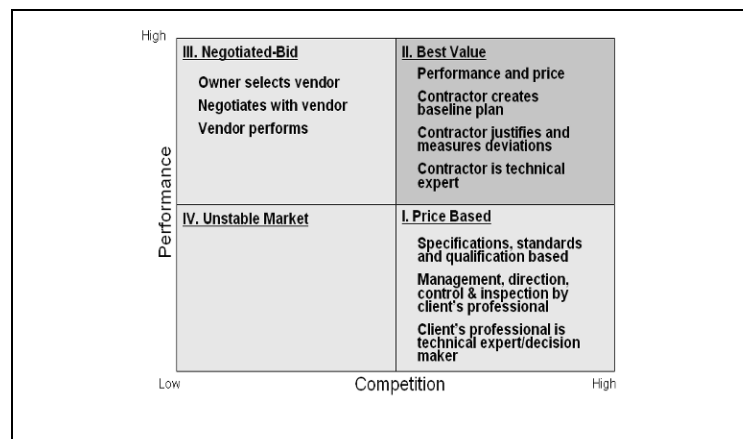 High
III. Negotiated-Bid
Owner selects vendor
Negotiates with vendor
Vendor performs
II. Best Value
Performance and price
Contractor creates
baseline plan
Contractor justifies and
measures deviations
Contractor is technical
expert
Performance
IV. Unstable Market
I. Price Based
Specifications, standards
and qualification based
Management, direction,
control & inspection by
client's professional
Client's professional is
technical expert/decision
maker
Low
Competition
High